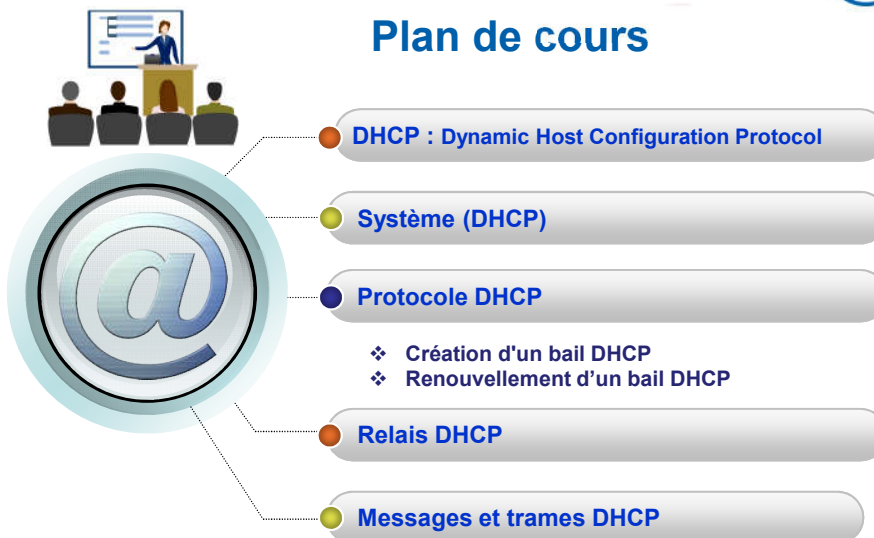 Plan de cours
DHCP : Dynamic Host Configuration Protocol
Système (DHCP)
Protocole DHCP
❖ Création d'un bail DHCP
❖ Renouvellement d’un bail DHCP
Relais DHCP
Messages et trames DHCP
@